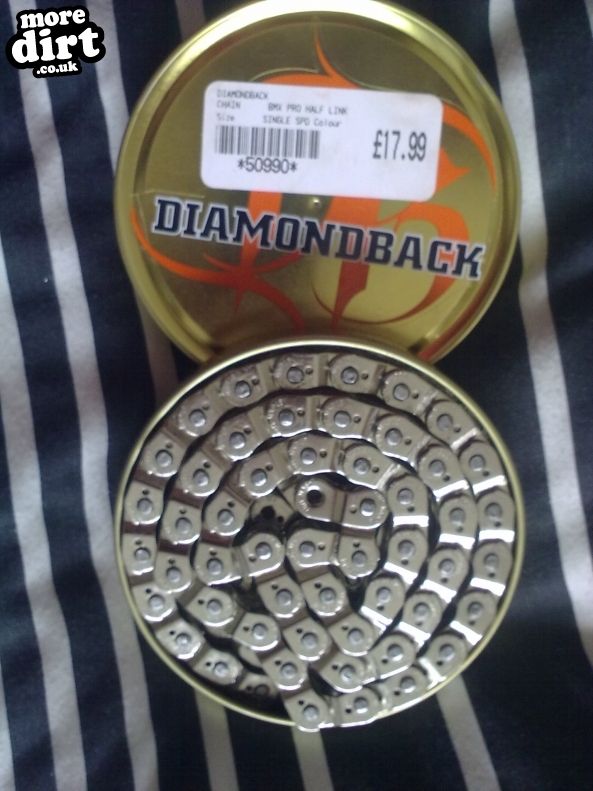 more
dirt
.co.uk
DIAMONDBACK
CHAIN BMX PRO HALF LINK
Size SINGLE SPD Colour
£17.99
*50990*
DIAMONDBACK